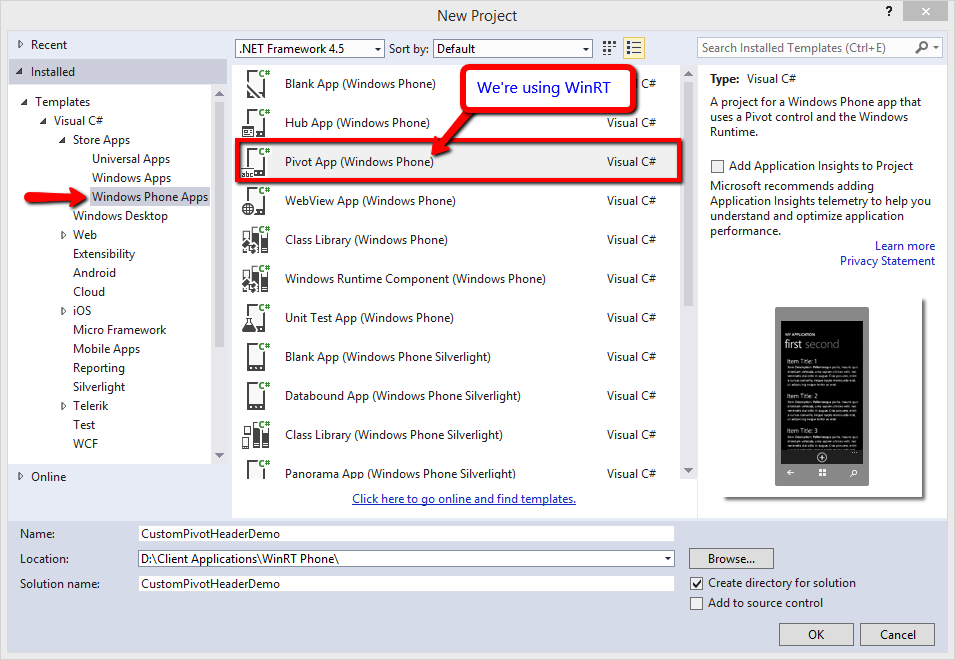 New Project
?
Recent
Installed
Templates
Visual C#
Store Apps
Universal Apps
Windows Apps
Windows Phone Apps
Windows Desktop
Web
Extensibility
Android
Cloud
iOS
Micro Framework
Mobile Apps
Reporting
Silverlight
Telerik
Test
WCF
Online
.NET Framework 4.5 Sort by: Default
Search Installed Templates (Ctrl+E)
We're using WinRT
Blank App (Windows Phone) C#
Hub App (Windows Phone) Visual C#
Pivot App (Windows Phone) Visual C#
abc
WebView App (Windows Phone) Visual C#
Class Library (Windows Phone) Visual C#
Windows Runtime Component (Windows Phone) Visual C#
Unit Test App (Windows Phone) Visual C#
Blank App (Windows Phone Silverlight) Visual C#
Databound App (Windows Phone Silverlight) Visual C#
Class Library (Windows Phone Silverlight) Visual C#
Panorama App (Windows Phone Silverlight) Visual C#
Click here to go online and find templates.
Type: Visual C#
A project for a Windows Phone app that
uses a Pivot control and the Windows
Runtime.
Add Application Insights to Project
Microsoft recommends adding
Application Insights telemetry to help you
understand and optimize application
performance.
Learn more
Privacy Statement
MY APPLICATION
first second
Item Title: 1
Item Title: 2
Item Title: 3
Name: CustomPivotHeaderDemo
Location: D:\Client Applications\WinRT Phone\
Browse...
Solution name: CustomPivotHeaderDemo
Create directory for solution
Add to source control
OK
Cancel